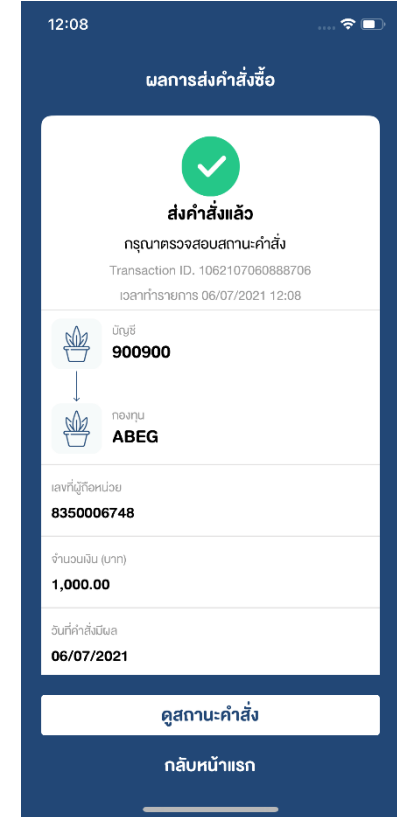 12:08
ผลการส่งคำสั่งซื้อ
ส่งคำสั่งแล้ว
กรุณาตรวจสอบสถานะคำสั่ง
Transaction ID. 1062107060888706
เวลาทำรายการ 06/07/2021 12:08
บัญชี
900900
กองทุน
ABEG
เลขที่ผู้ถือหน่วย
8350006748
จำนวนเงิน (บาท)
1,000.00
วันที่คำสั่งมีผล
06/07/2021
ดูสถานะคำสั่ง
กลับหน้าแรก